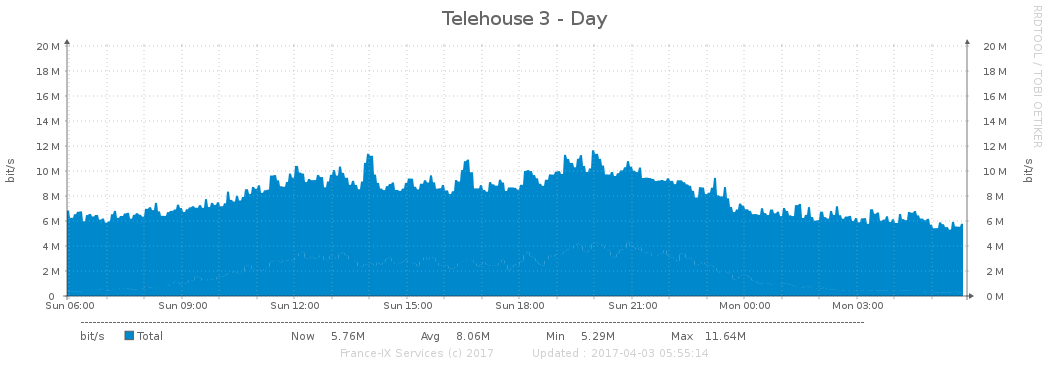 Telehouse 3 - Day
RRDTOOL / TOBI OETIKER
bit/s
bit/s
20 M 20 M
18 M 18 M
16 M 16 M
14 M 14 M
12 M 12 M
10 M 10 M
8 M 8 M
6 M 6 M
4 M 4 M
2 M 2 M
0 0 M
Sun 06:00 Sun 09:00 Sun 12:00 Sun 15:00 Sun 18:00 Sun 21:00 Mon 00:00 Mon 03:00
bit/s Total Now 5.76M Avg 8.06M Min 5.29M Max 11.64M
France-IX Services (c) 2017 Updated : 2017-04-03 05:55:14